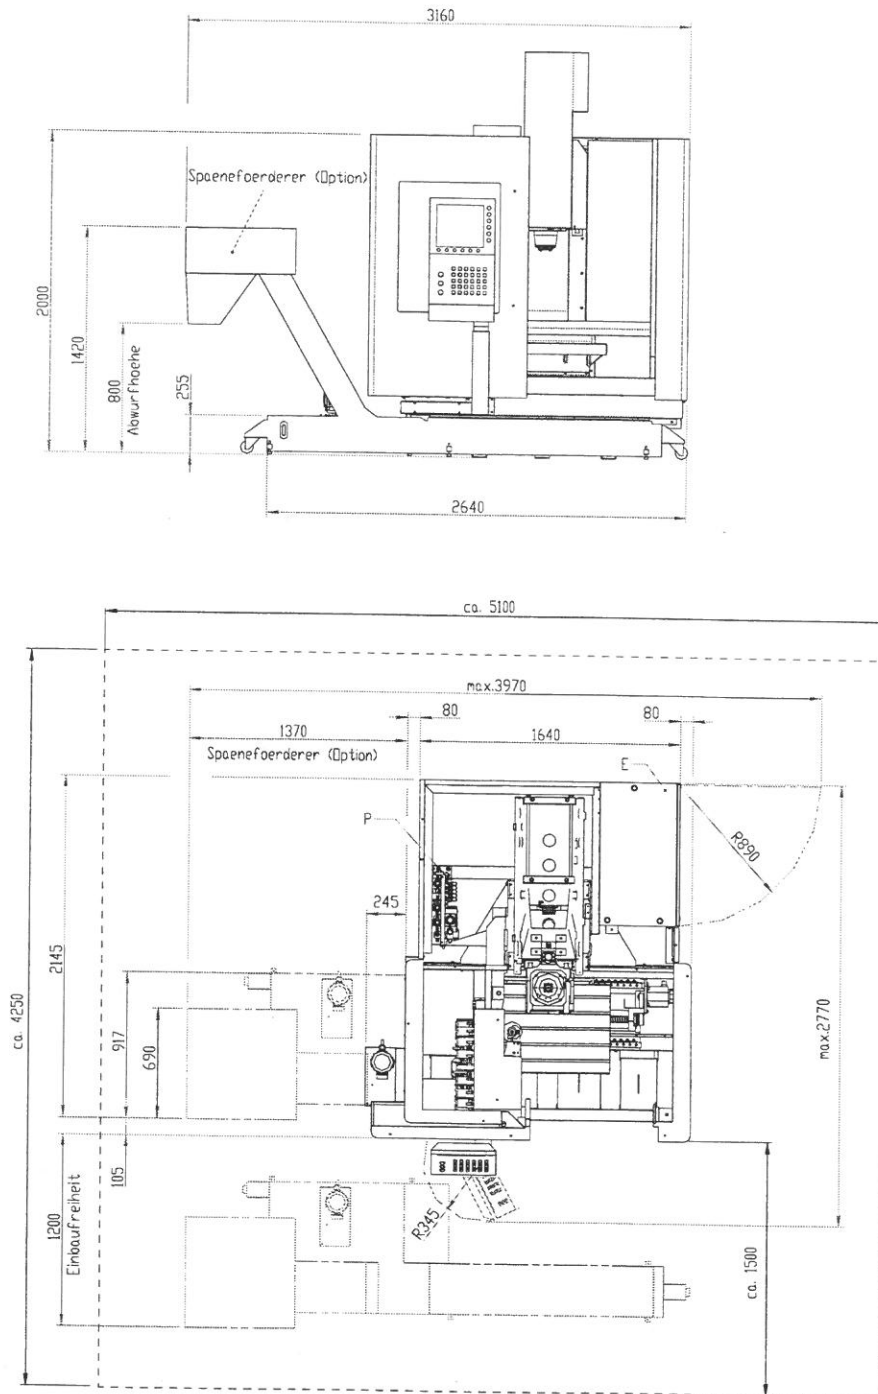 3160
Spaenefoerderer (Option)
2000
1420
800
Abwurfhoehe
255
2640
ca. 5100
max.3970
80
80
1370
1640
Spaenefoerderer (Option)
E
P
R890
245
2145
ca. 4250
917
690
max.2770
105
1200
Einbaufreiheit
R345
ca. 1500